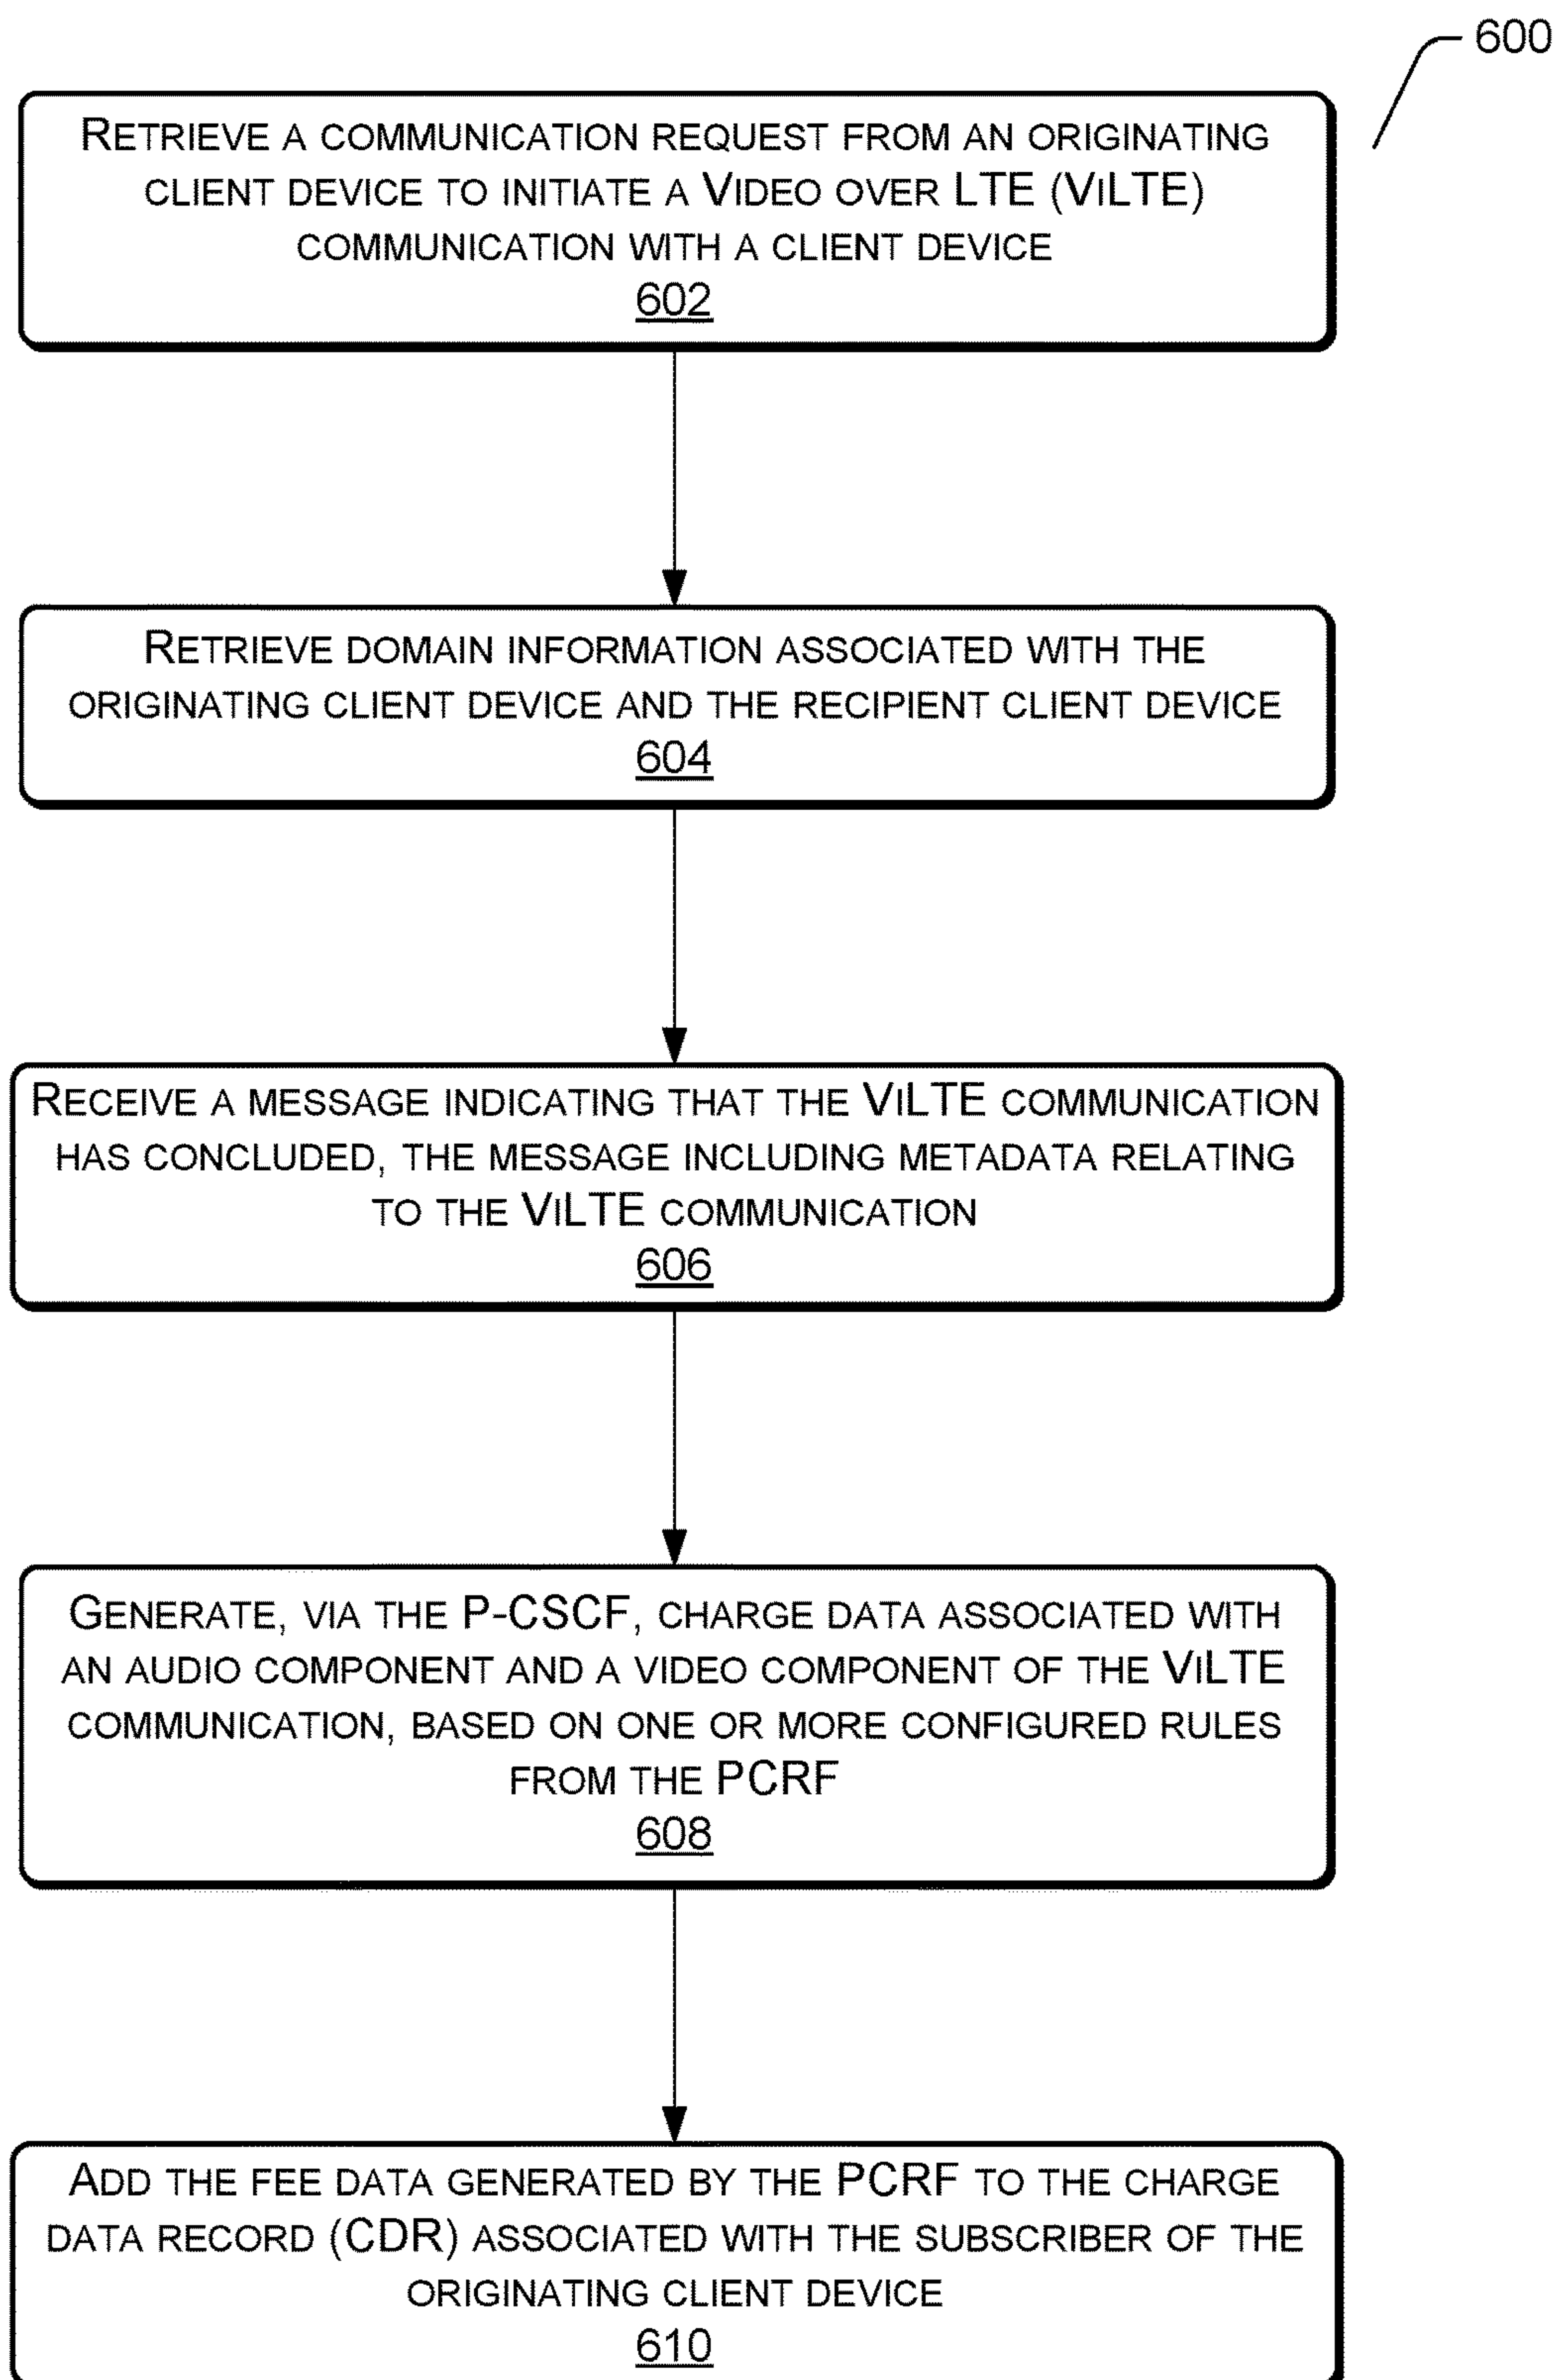 600
RETRIEVE A COMMUNICATION REQUEST FROM AN ORIGINATING
CLIENT DEVICE TO INITIATE A VIDEO OVER LTE (VILTE)
COMMUNICATION WITH A CLIENT DEVICE
602
RETRIEVE DOMAIN INFORMATION ASSOCIATED WITH THE
ORIGINATING CLIENT DEVICE AND THE RECIPIENT CLIENT DEVICE
604
RECEIVE A MESSAGE INDICATING THAT THE VILTE COMMUNICATION
HAS CONCLUDED, THE MESSAGE INCLUDING METADATA RELATING
TO THE VILTE COMMUNICATION
606
GENERATE, VIA THE P-CSCF, CHARGE DATA ASSOCIATED WITH
AN AUDIO COMPONENT AND A VIDEO COMPONENT OF THE VILTE
COMMUNICATION, BASED ON ONE OR MORE CONFIGURED RULES
FROM THE PCRF
608
ADD THE FEE DATA GENERATED BY THE PCRF TO THE CHARGE
DATA RECORD (CDR) ASSOCIATED WITH THE SUBSCRIBER OF THE
ORIGINATING CLIENT DEVICE
610